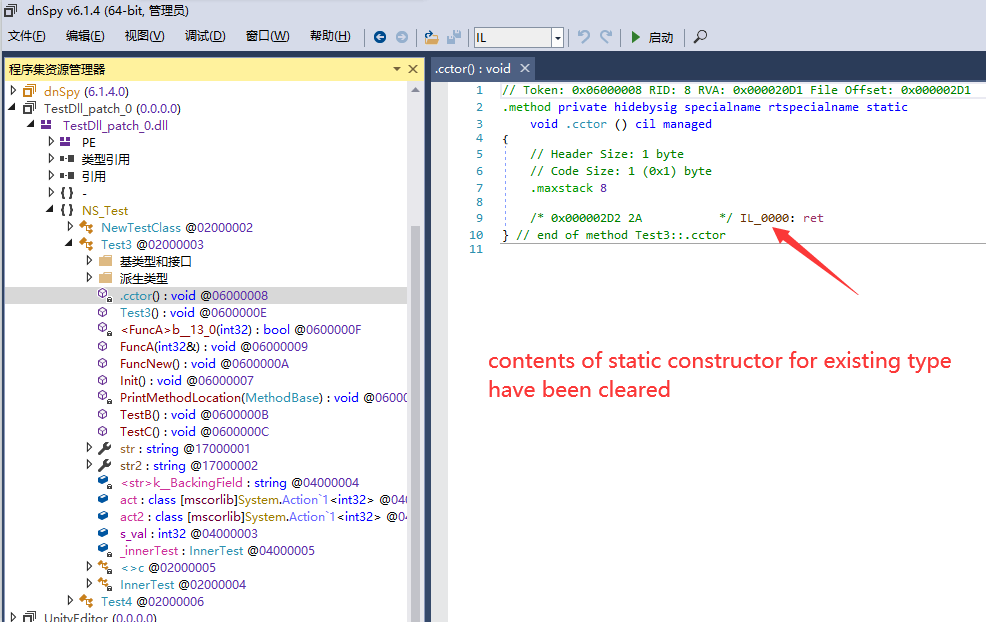 dnSpy v6.1.4 (64-bit, 管理员)
文件(F) 编辑(E) 视图(V) 调试(D) 窗口(W) 帮助(H) IL 启动
程序集资源管理器
dnSpy (6.1.4.0)
TestDll_patch_0 (0.0.0.0)
TestDll_patch_0.dll
PE
类型引用
引用
{ } -
{ } NS_Test
NewTestClass @02000002
Test3 @02000003
基类型和接口
派生类型
.cctor() : void @06000008
Test3() : void @0600000E
<FuncA>b__13_0(int32) : bool @0600000F
FuncA(int32&) : void @06000009
FuncNew() : void @0600000A
Init() : void @06000007
PrintMethodLocation(MethodBase) : void @06000
TestB() : void @0600000B
TestC() : void @0600000C
str : string @17000001
str2 : string @17000002
<str>k__BackingField : string @04000004
act : class [mscorlib]System.Action`1<int32> @040
act2 : class [mscorlib]System.Action`1<int32> @04
s_val : int32 @04000003
_innerTest : InnerTest @04000005
<>c @02000005
InnerTest @02000004
Test4 @02000006
UnityEditor (0.0.0.0)
.cctor() : void
1 // Token: 0x06000008 RID: 8 RVA: 0x000020D1 File Offset: 0x000002D1
2 .method private hidebysig specialname rtspecialname static
3 void .cctor () cil managed
4 {
5 // Header Size: 1 byte
6 // Code Size: 1 (0x1) byte
7 .maxstack 8
8
9 /* 0x000002D2 2A */ IL_0000: ret
10 } // end of method Test3::.cctor
11
contents of static constructor for existing type
have been cleared